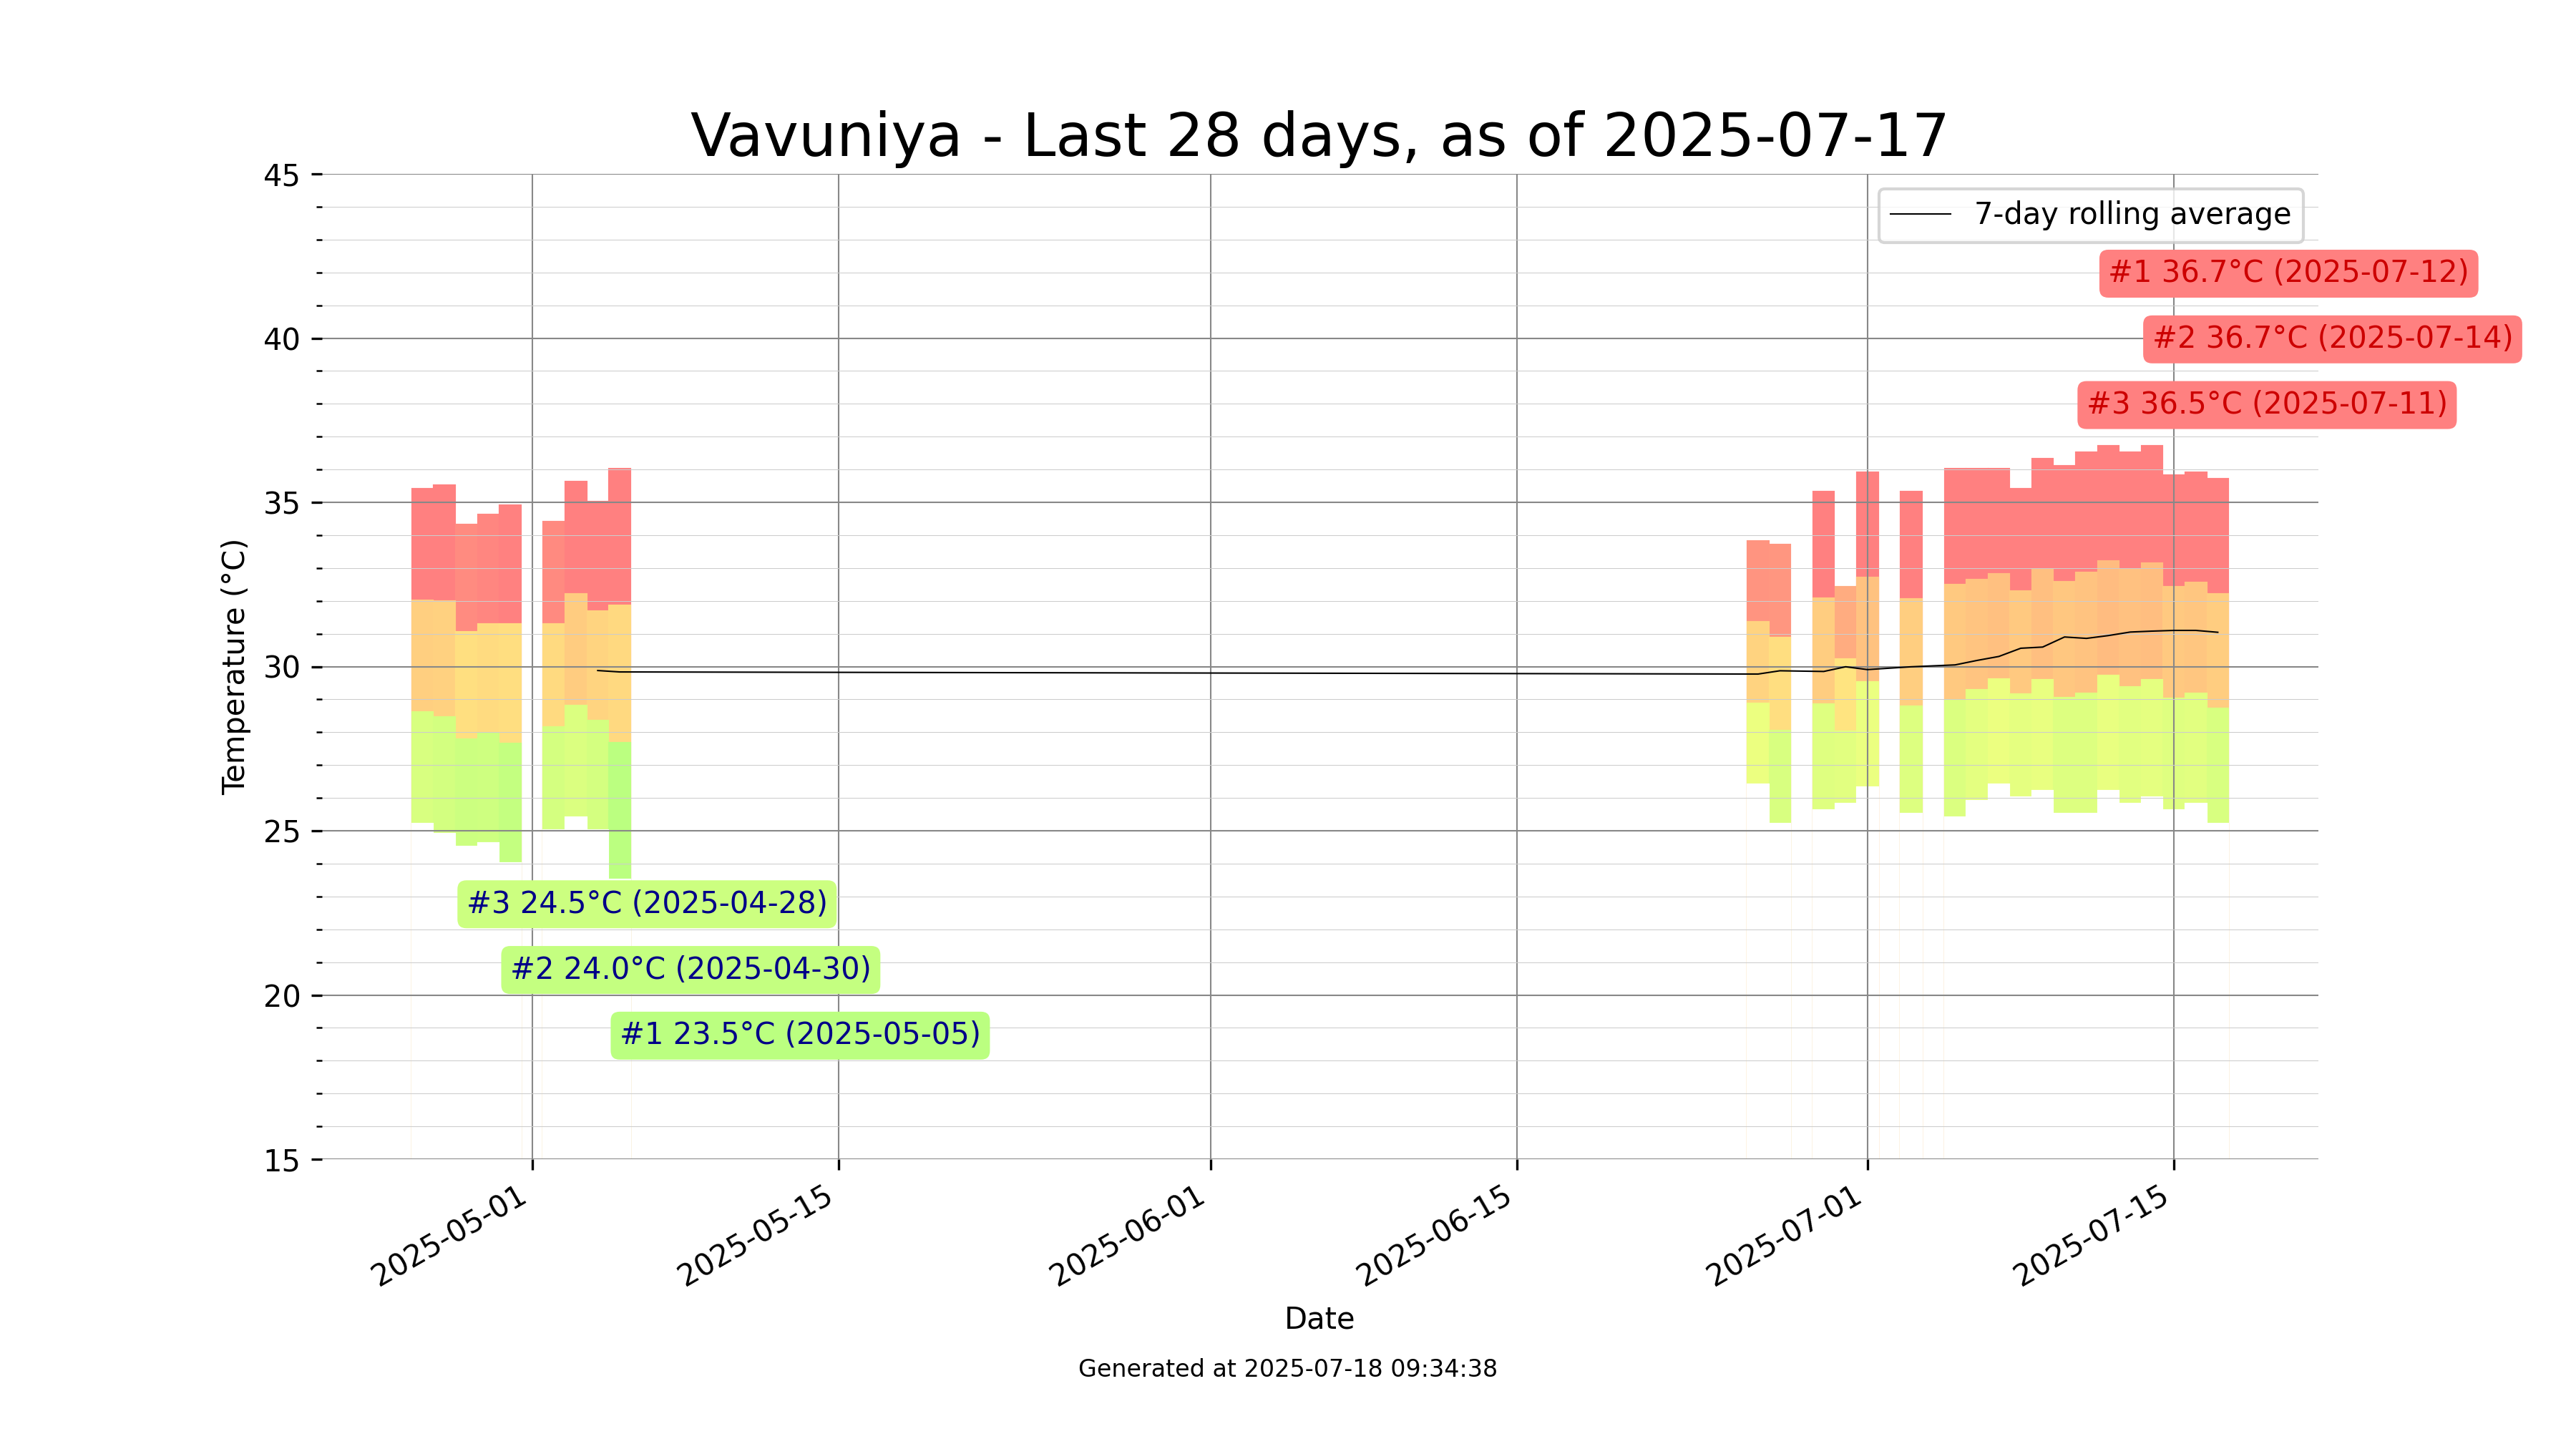 Vavuniya - Last 28 days, as of 2025-07-17
45
40
35
30
25
20
15
Temperature (°C)
7-day rolling average
#1 36.7°C (2025-07-12)
#2 36.7°C (2025-07-14)
#3 36.5°C (2025-07-11)
#3 24.5°C (2025-04-28)
#2 24.0°C (2025-04-30)
#1 23.5°C (2025-05-05)
2025-05-01
2025-05-15
2025-06-01
2025-06-15
2025-07-01
2025-07-15
Date
Generated at 2025-07-18 09:34:38